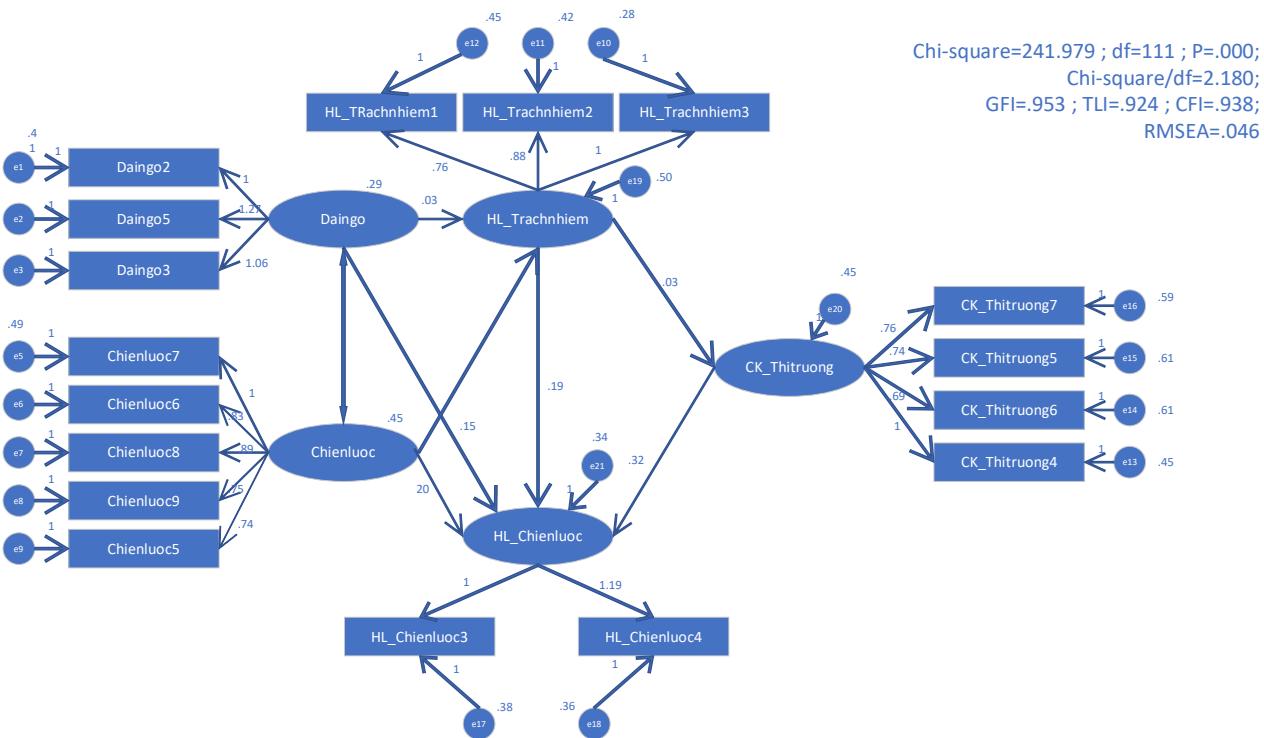 .45
.42
.28
e12
e11
e10
Chi-square=241.979 ; df=111 ; P=.000;
Chi-square/df=2.180;
GFI=.953 ; TLI=.924 ; CFI=.938;
RMSEA=.046
1
1
1
HL_TRachnhiem1
HL_Trachnhiem2
HL_Trachnhiem3
.4
1
1
e1
Daingo2
.76
.88
1
1
.29
.03
e19
.50
1
e2
1
Daingo5
1.27
Daingo
HL_Trachnhiem
e3
1
Daingo3
1.06
.03
.45
e20
1
CK_Thitruong7
1
e16
.59
.76
.49
e5
1
Chienluoc7
.74
CK_Thitruong5
1
e15
.61
CK_Thitruong
1
.19
e6
1
Chienluoc6
.83
.69
CK_Thitruong6
1
e14
.61
.45
.15
1
e7
1
Chienluoc8
.89
Chienluoc
.34
.32
CK_Thitruong4
1
e13
.45
e21
e8
1
Chienluoc9
.75
20
1
e9
1
Chienluoc5
.74
HL_Chienluoc
1
1.19
HL_Chienluoc3
HL_Chienluoc4
1
1
e17
.38
.36
e18